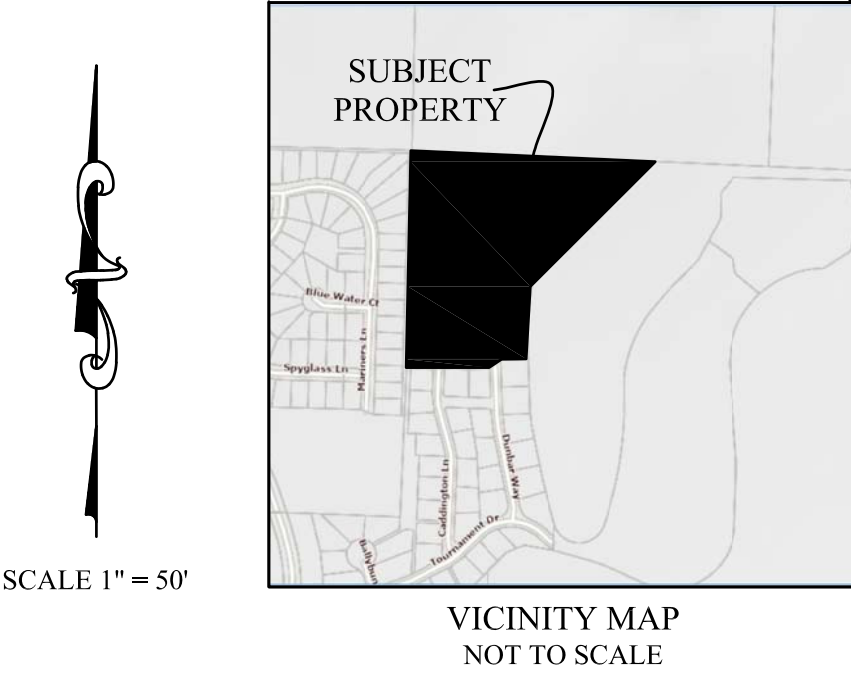 SUBJECT
PROPERTY
Blue Water Ct
Mariners Ln
Spyglass Ln
Caddington Ln
Dunbar Way
Tournament Dr
Ballybun
SCALE 1" = 50'
VICINITY MAP
NOT TO SCALE